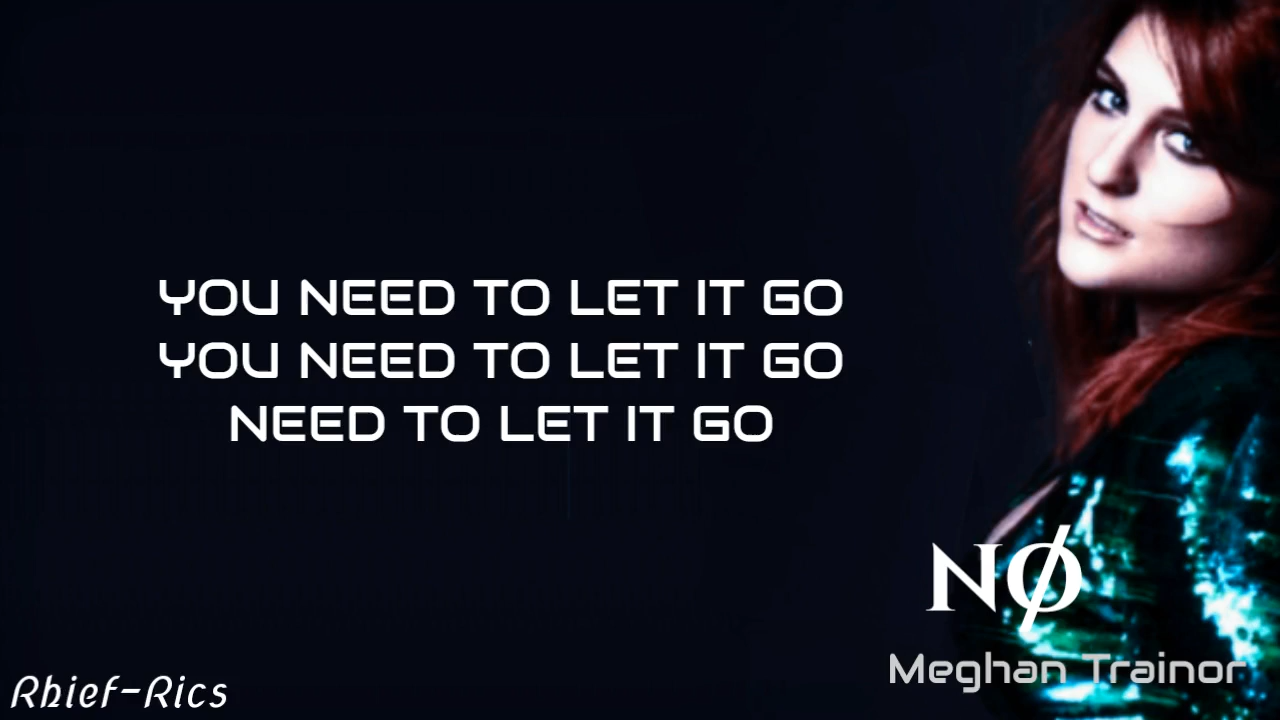 YOU NEED TO LET IT GO
YOU NEED TO LET IT GO
NEED TO LET IT GO
NØ
Meghan Trainor
Rhief-Rics